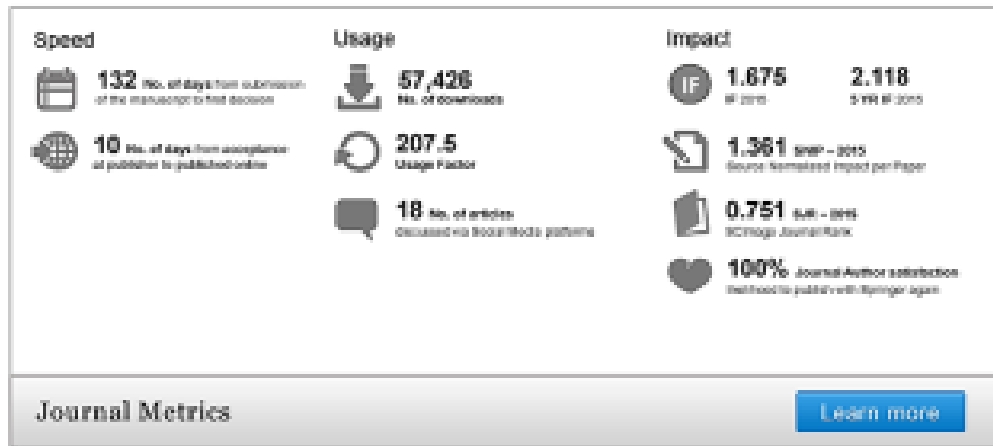 Speed
132 No. of days from submission
of the manuscript to first decision
10 No. of days from acceptance
at publisher to published online
Usage
57,426
No. of downloads
207.5
Usage Factor
18 No. of articles
discussed via Social Media platforms
Impact
IF
1.675
IF 2015
2.118
5 YR IF 2015
1.361 SNIP – 2015
Source Normalized Impact per Paper
0.751 SJR – 2015
SCImago Journal Rank
100% Journal Author satisfaction
likelihood to publish with Springer again
Journal Metrics
Learn more